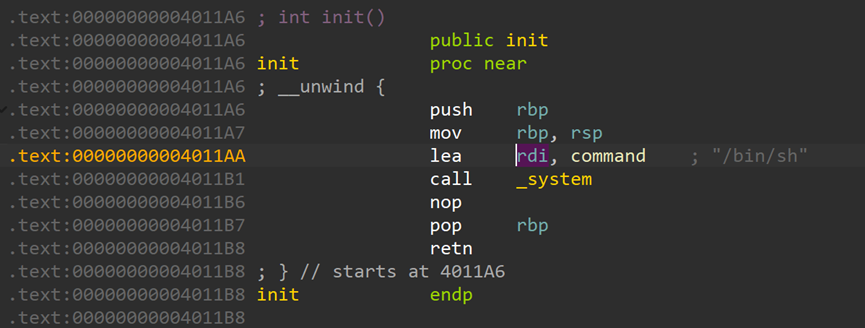 .text:00000000004011A6 ; int init()
.text:00000000004011A6 public init
.text:00000000004011A6 init proc near
.text:00000000004011A6 ; __unwind {
.text:00000000004011A6 push rbp
.text:00000000004011A7 mov rbp, rsp
.text:00000000004011AA lea rdi, command ; "/bin/sh"
.text:00000000004011B1 call _system
.text:00000000004011B6 nop
.text:00000000004011B7 pop rbp
.text:00000000004011B8 retn
.text:00000000004011B8 ; } // starts at 4011A6
.text:00000000004011B8 init endp
.text:00000000004011B8